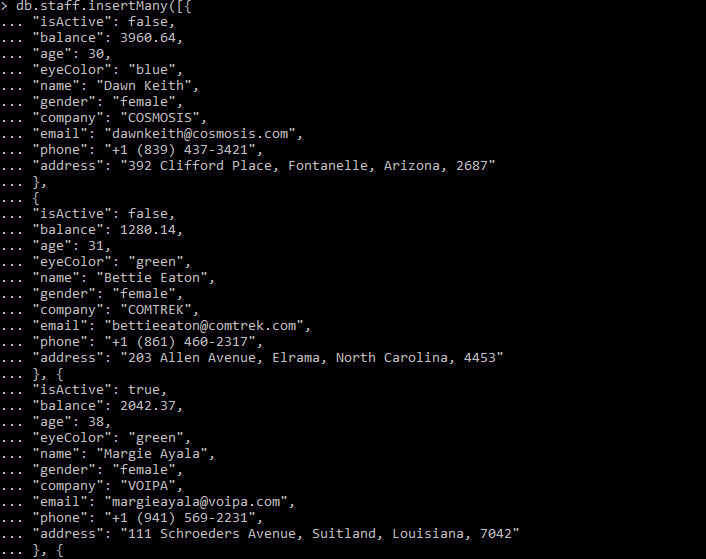 > db.staff.insertMany([{
... "isActive": false,
... "balance": 3960.64,
... "age": 30,
... "eyeColor": "blue",
... "name": "Dawn Keith",
... "gender": "female",
... "company": "COSMOSIS",
... "email": "dawnkeith@cosmosis.com",
... "phone": "+1 (839) 437-3421",
... "address": "392 Clifford Place, Fontanelle, Arizona, 2687"
... },
... {
... "isActive": false,
... "balance": 1280.14,
... "age": 31,
... "eyeColor": "green",
... "name": "Bettie Eaton",
... "gender": "female",
... "company": "COMTREK",
... "email": "bettieeaton@comtrek.com",
... "phone": "+1 (861) 460-2317",
... "address": "203 Allen Avenue, Elrama, North Carolina, 4453"
... }, {
... "isActive": true,
... "balance": 2042.37,
... "age": 38,
... "eyeColor": "green",
... "name": "Margie Ayala",
... "gender": "female",
... "company": "VOIPA",
... "email": "margieayala@voipa.com",
... "phone": "+1 (941) 569-2231",
... "address": "111 Schroeders Avenue, Suitland, Louisiana, 7042"
... }, {